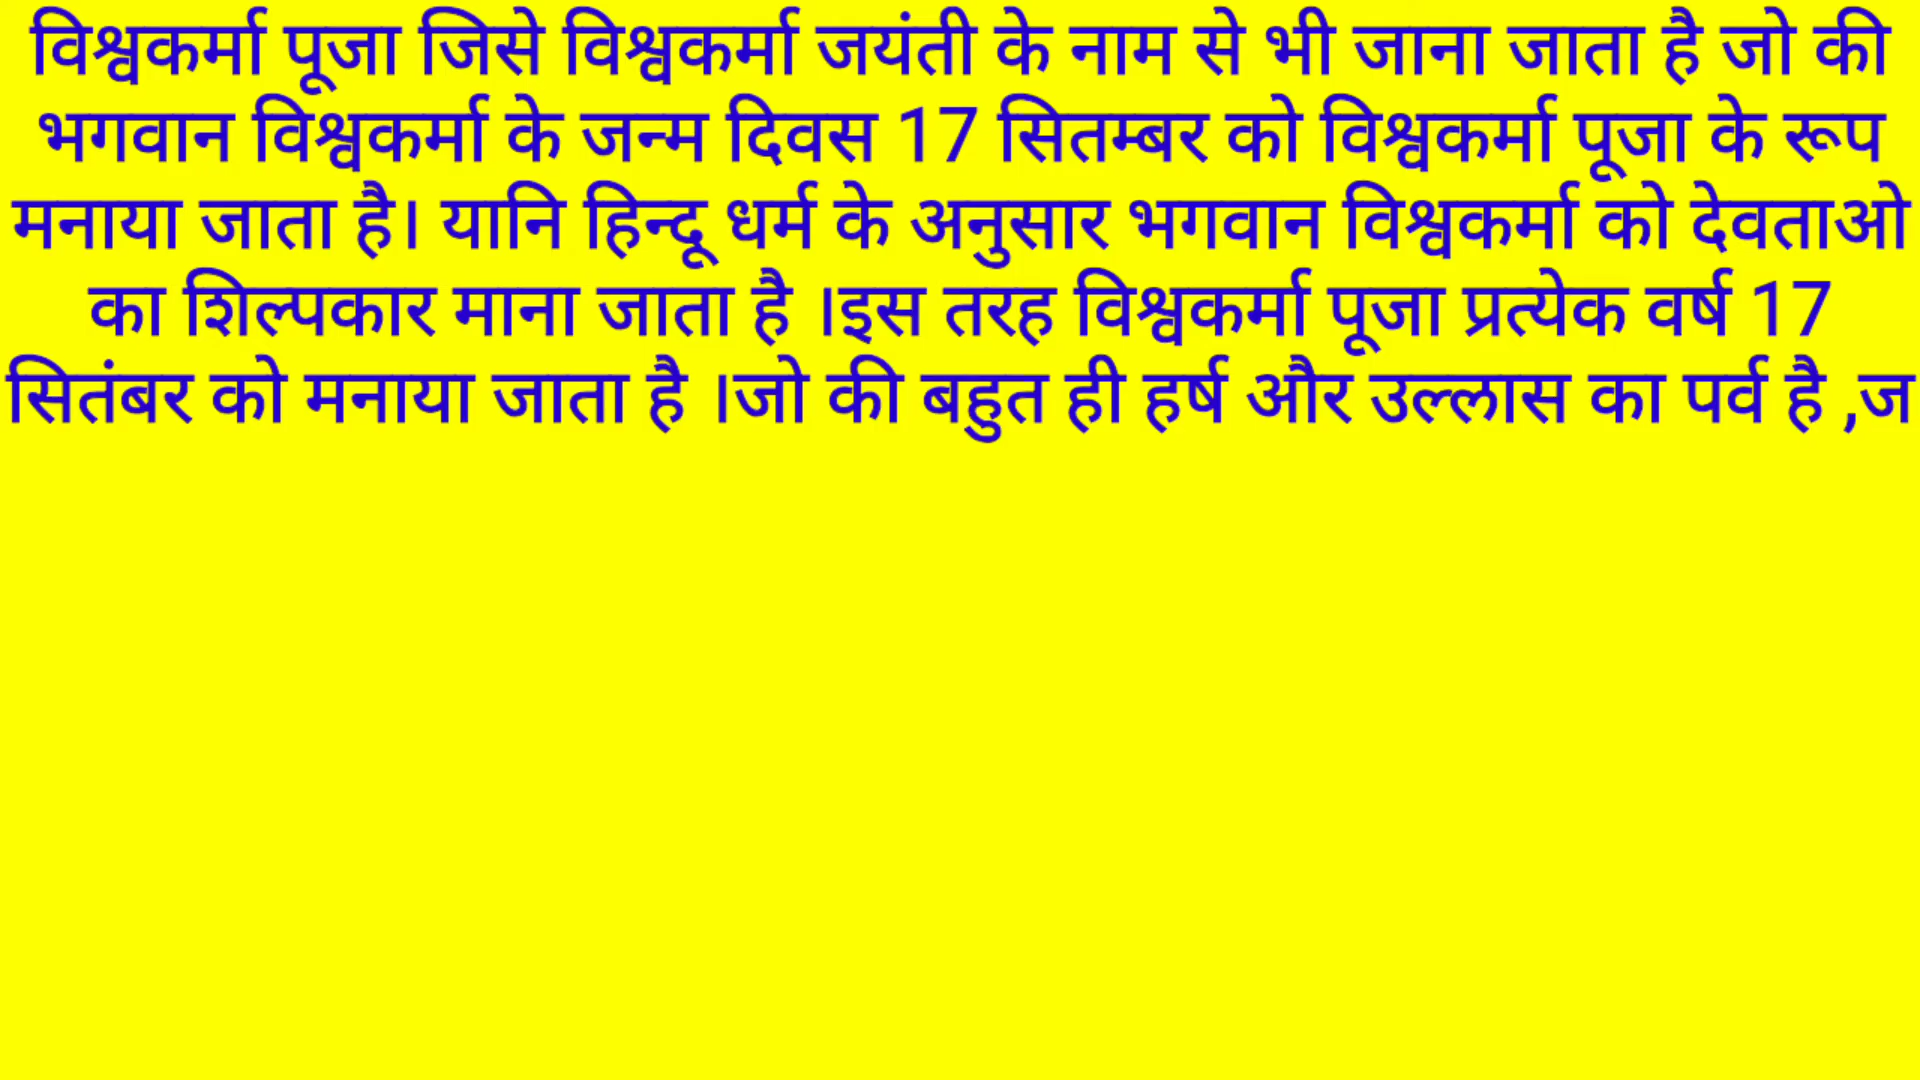 विश्वकर्मा पूजा जिसे विश्वकर्मा जयंती के नाम से भी जाना जाता है जो की
भगवान विश्वकर्मा के जन्म दिवस 17 सितम्बर को विश्वकर्मा पूजा के रूप
मनाया जाता है। यानि हिन्दू धर्म के अनुसार भगवान विश्वकर्मा को देवताओ
का शिल्पकार माना जाता है ।इस तरह विश्वकर्मा पूजा प्रत्येक वर्ष 17
सितंबर को मनाया जाता है ।जो की बहुत ही हर्ष और उल्लास का पर्व है ,ज